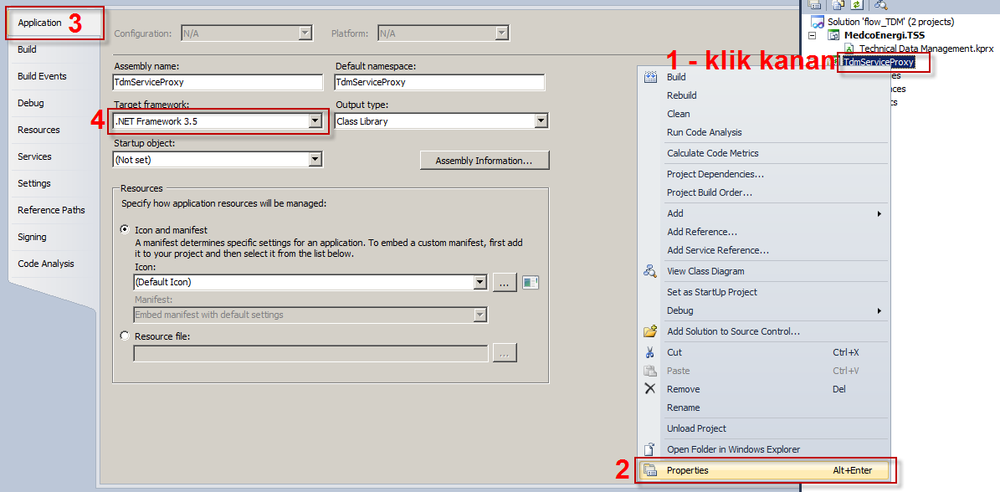 Application
3
Build
Build Events
Debug
Resources
Services
Settings
Reference Paths
Signing
Code Analysis
Configuration: N/A Platform: N/A
Assembly name: Default namespace:
TdmServiceProxy TdmServiceProxy
Target framework: Output type:
4 .NET Framework 3.5 Class Library
Startup object:
(Not set) Assembly Information...
Resources
Specify how application resources will be managed:
Icon and manifest
A manifest determines specific settings for an application. To embed a custom manifest, first add
it to your project and then select it from the list below.
Icon:
(Default Icon) ...
Manifest:
Embed manifest with default settings
Resource file:
...
Solution 'flow_TDM' (2 projects)
MedcoEnergi.TSS
Technical Data Management.kprx
1 - klik kanan TdmServiceProxy
Build
Rebuild
Clean
Run Code Analysis
Calculate Code Metrics
Project Dependencies...
Project Build Order...
Add
Add Reference...
Add Service Reference...
View Class Diagram
Set as StartUp Project
Debug
Add Solution to Source Control...
Cut Ctrl+X
Paste Ctrl+V
Remove Del
Rename
Unload Project
Open Folder in Windows Explorer
2 Properties Alt+Enter